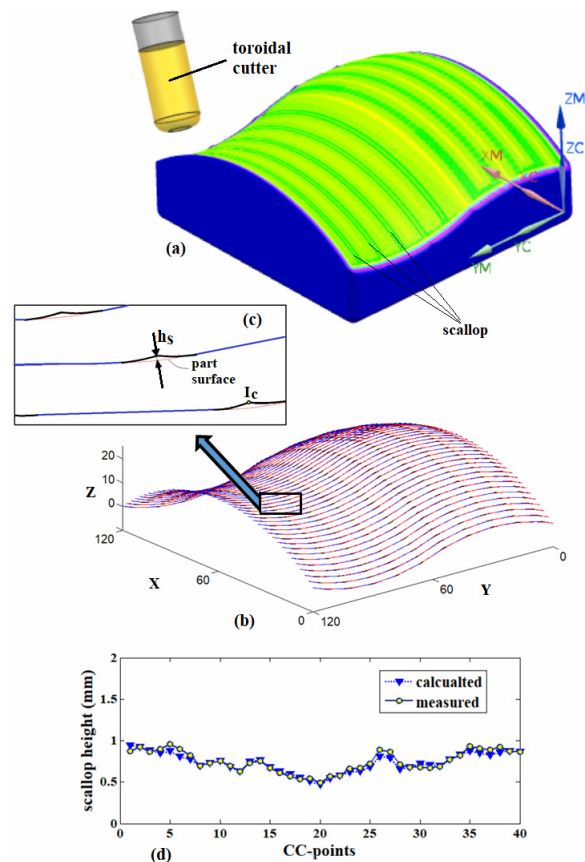 toroidal
cutter
ZM
ZC
XM
XC
YC
YM
(a)
scallop
(c)
hs
part
surface
Ic
20
10
0
Z
120
X
60
0
120
Y
60
0
(b)
2
1.5
1
0.5
0
scallop height (mm)
calcualted
measured
0
5
10
15
20
25
30
35
40
CC-points
(d)